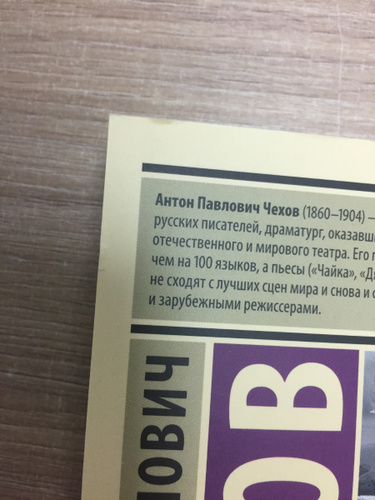 Антон Павлович Чехов (1860–1904) –
русских писателей, драматург, оказавш
отечественного и мирового театра. Его п
чем на 100 языков, а пьесы («Чайка», «Дя
не сходят с лучших сцен мира и снова и с
и зарубежными режиссерами.
ЛОВИЧ
ОВ